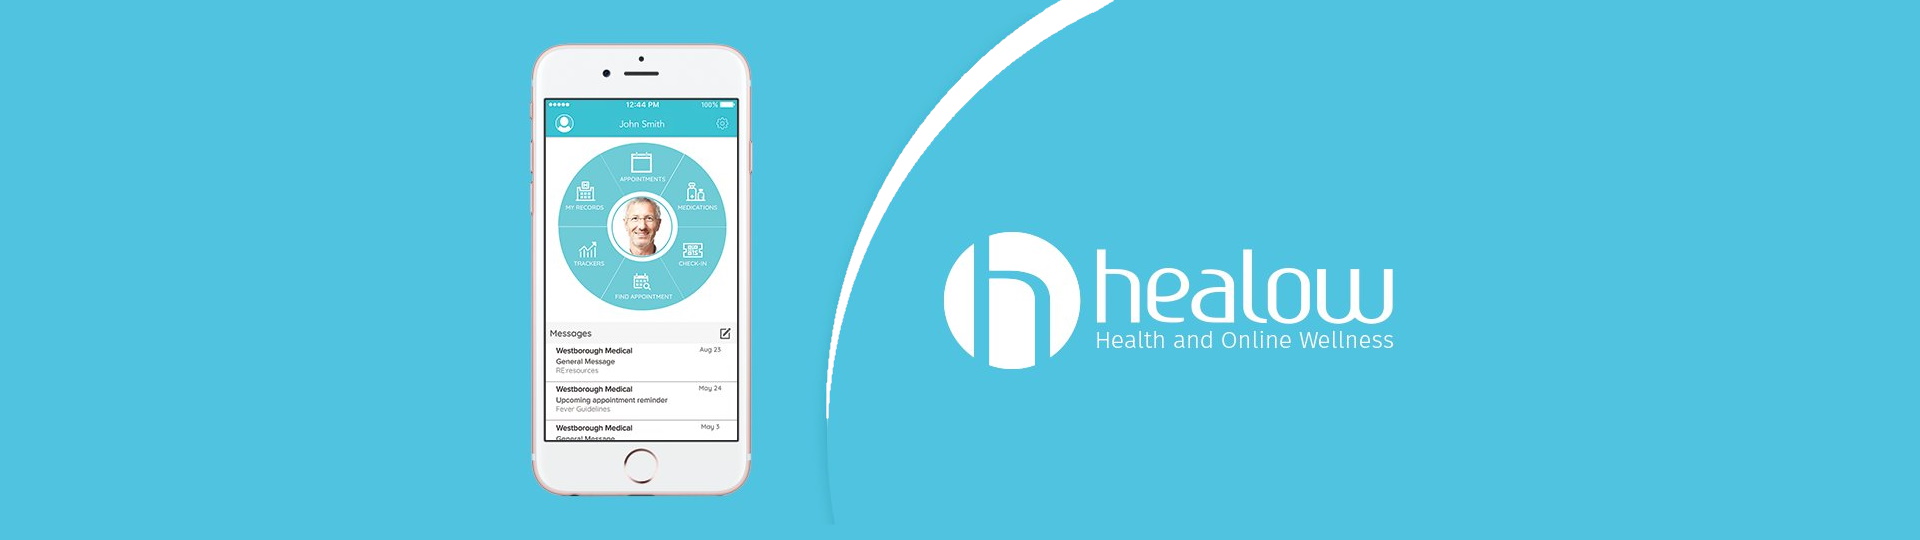 12:44 PM
100%
John Smith
APPOINTMENTS
MY RECORDS
MEDICATIONS
TRACKERS
CHECK-IN
FIND APPOINTMENT
Messages
Westborough Medical
Aug 23
General Message
RE:resources
Westborough Medical
May 24
Upcoming appointment reminder
Fever Guidelines
Westborough Medical
May 3
General Message
h
healow
Health and Online Wellness